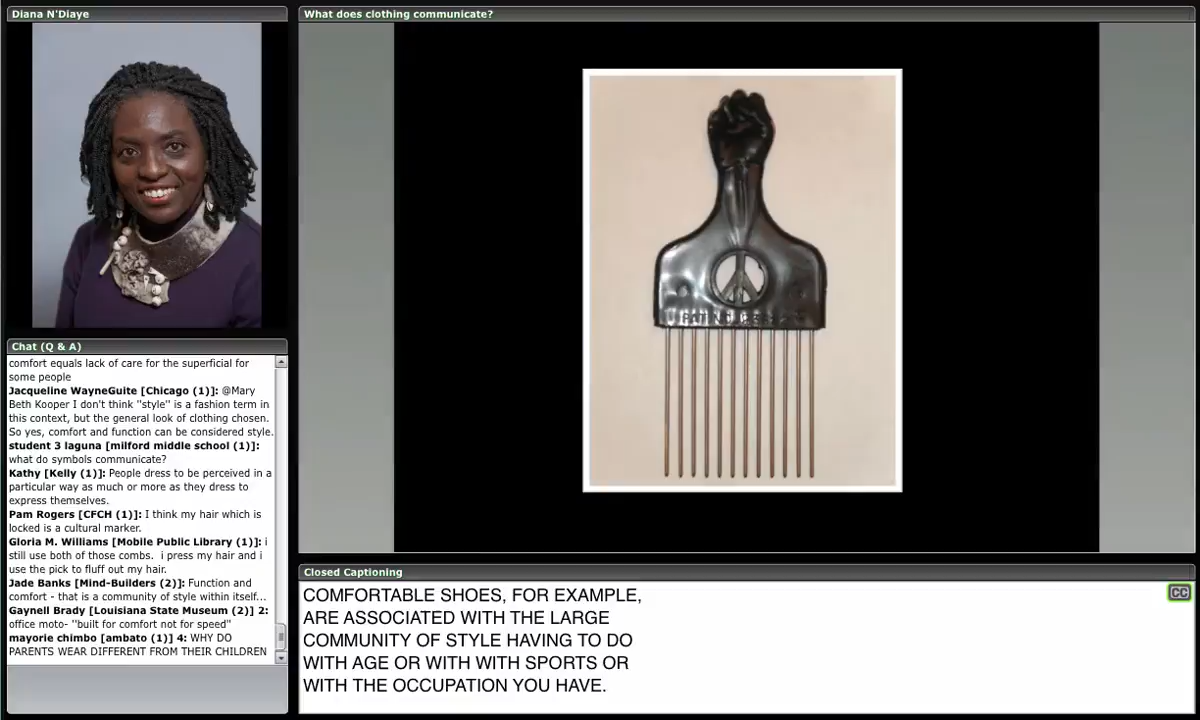 Diana N'Diaye
What does clothing communicate?
Chat (Q & A)
comfort equals lack of care for the superficial for
some people
Jacqueline WayneGuite [Chicago (1)]: @Mary
Beth Kooper I don't think "style" is a fashion term in
this context, but the general look of clothing chosen.
So yes, comfort and function can be considered style.
student 3 laguna [milford middle school (1)]:
what do symbols communicate?
Kathy [Kelly (1)]: People dress to be perceived in a
particular way as much or more as they dress to
express themselves.
Pam Rogers [CFCH (1)]: I think my hair which is
locked is a cultural marker.
Gloria M. Williams [Mobile Public Library (1)]: i
still use both of those combs.  i press my hair and i
use the pick to fluff out my hair.
Jade Banks [Mind-Builders (2)]: Function and
comfort - that is a community of style within itself...
Gaynell Brady [Louisiana State Museum (2)] 2:
office moto- "built for comfort not for speed"
mayorie chimbo [ambato (1)] 4: WHY DO
PARENTS WEAR DIFFERENT FROM THEIR CHILDREN
Closed Captioning
COMFORTABLE SHOES, FOR EXAMPLE,
ARE ASSOCIATED WITH THE LARGE
COMMUNITY OF STYLE HAVING TO DO
WITH AGE OR WITH WITH SPORTS OR
WITH THE OCCUPATION YOU HAVE.
CC